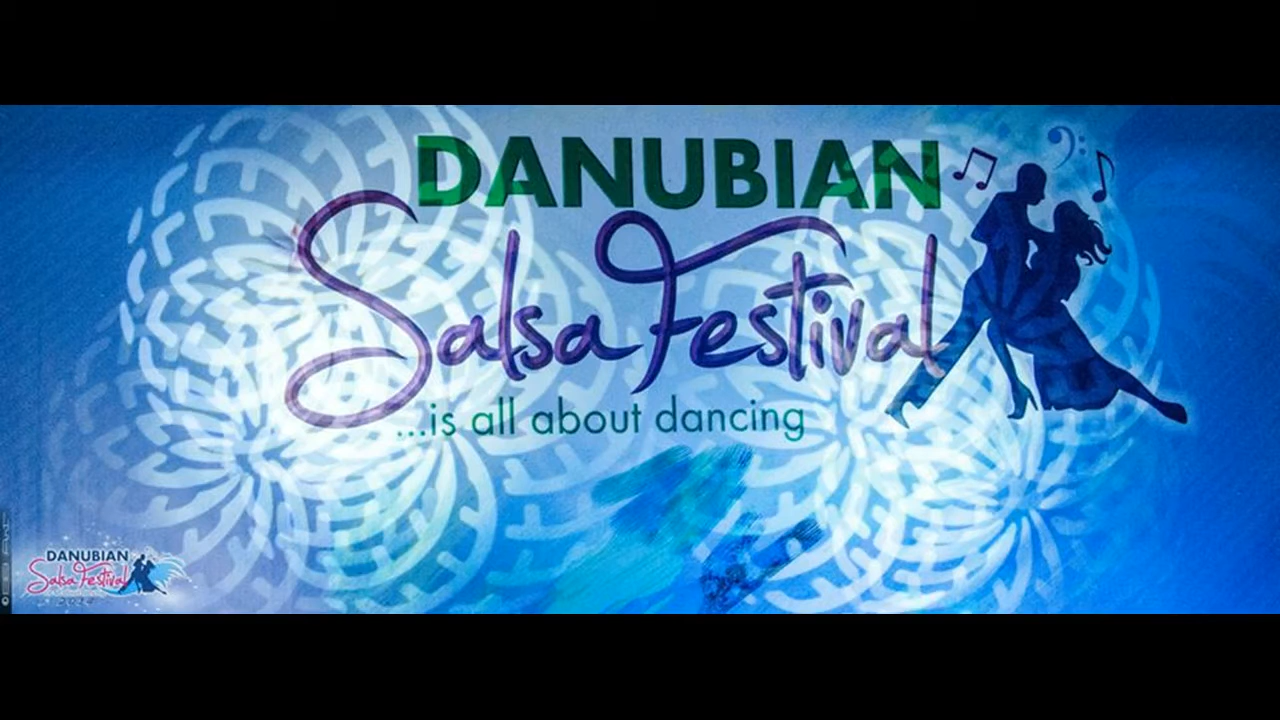 DANUBIAN
Salsa Festival
...is all about dancing
DANUBIAN
Salsa Festival